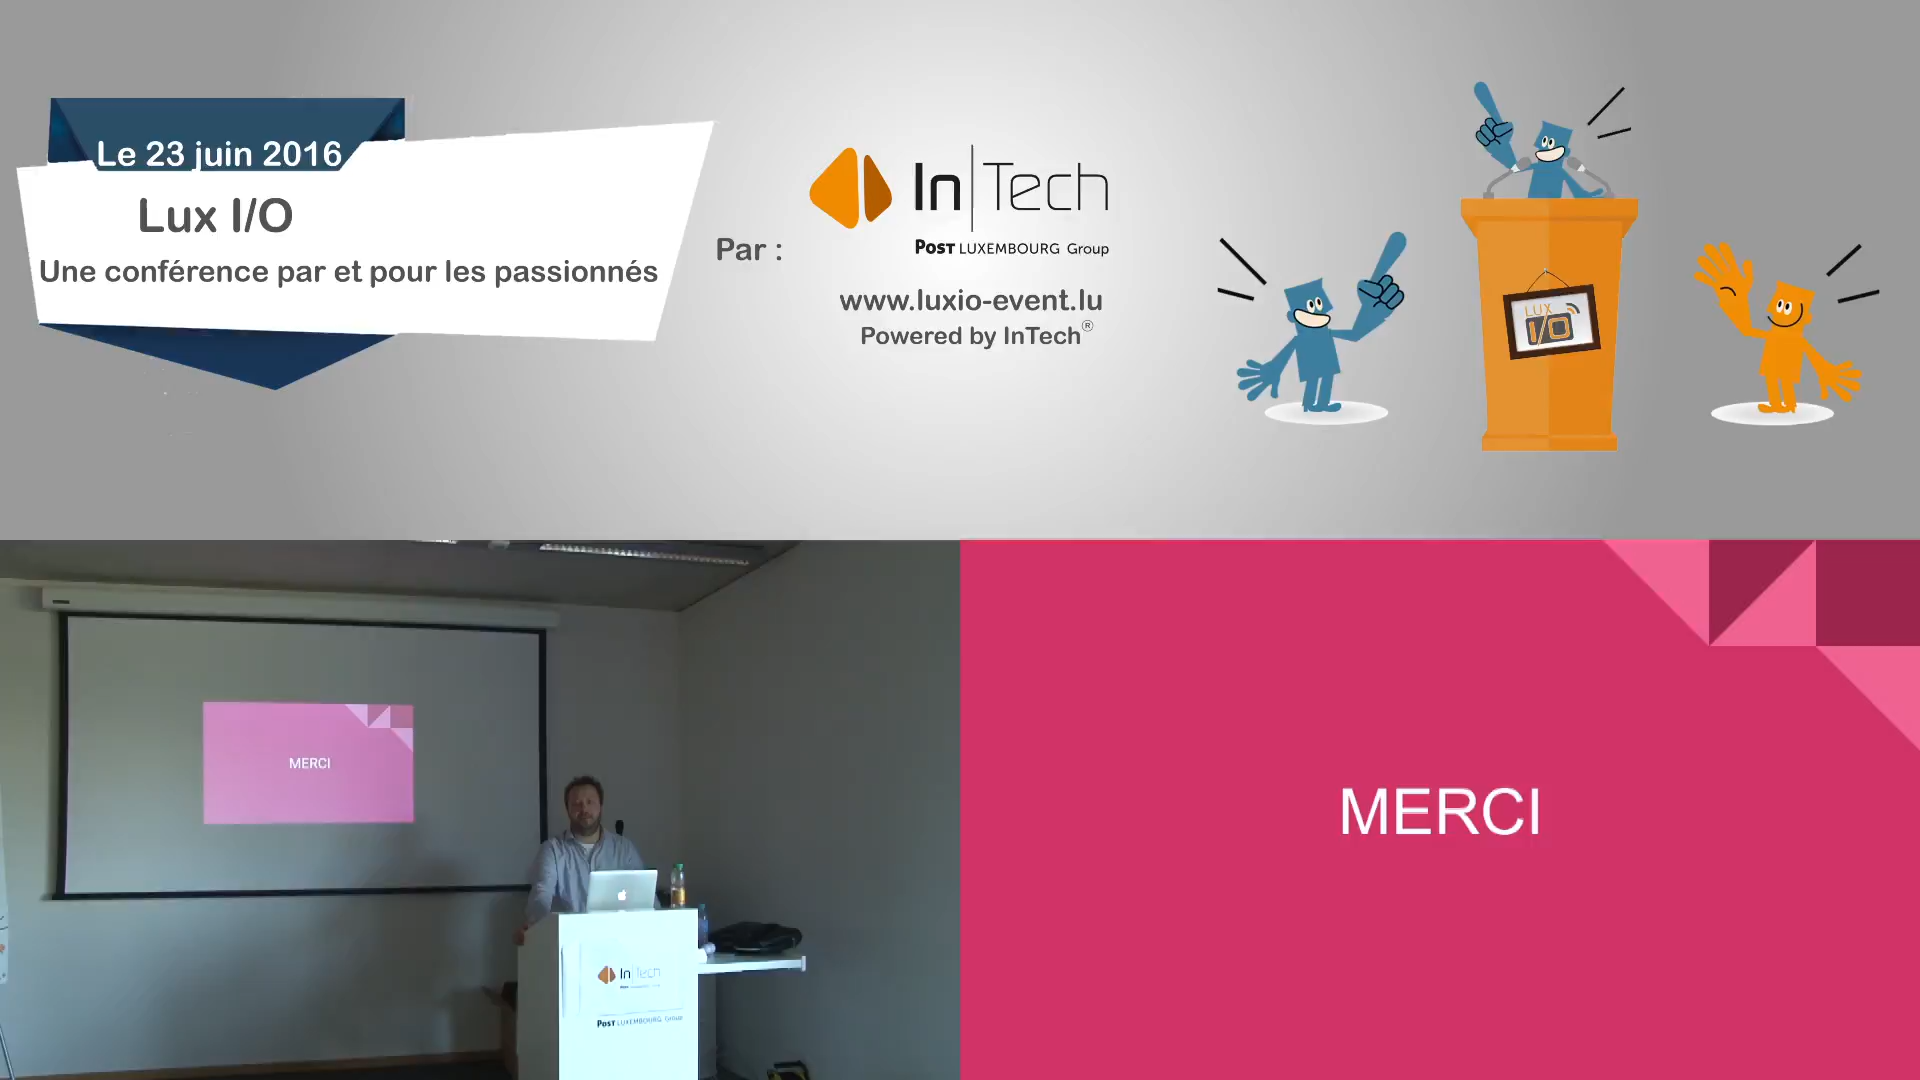 Le 23 juin 2016
Lux I/O
Une conférence par et pour les passionnés
Par :
In|Tech
POST LUXEMBOURG Group
www.luxio-event.lu
Powered by InTech®
LUX
I/O
MERCI
MERCI
In|Tech
POST LUXEMBOURG Group